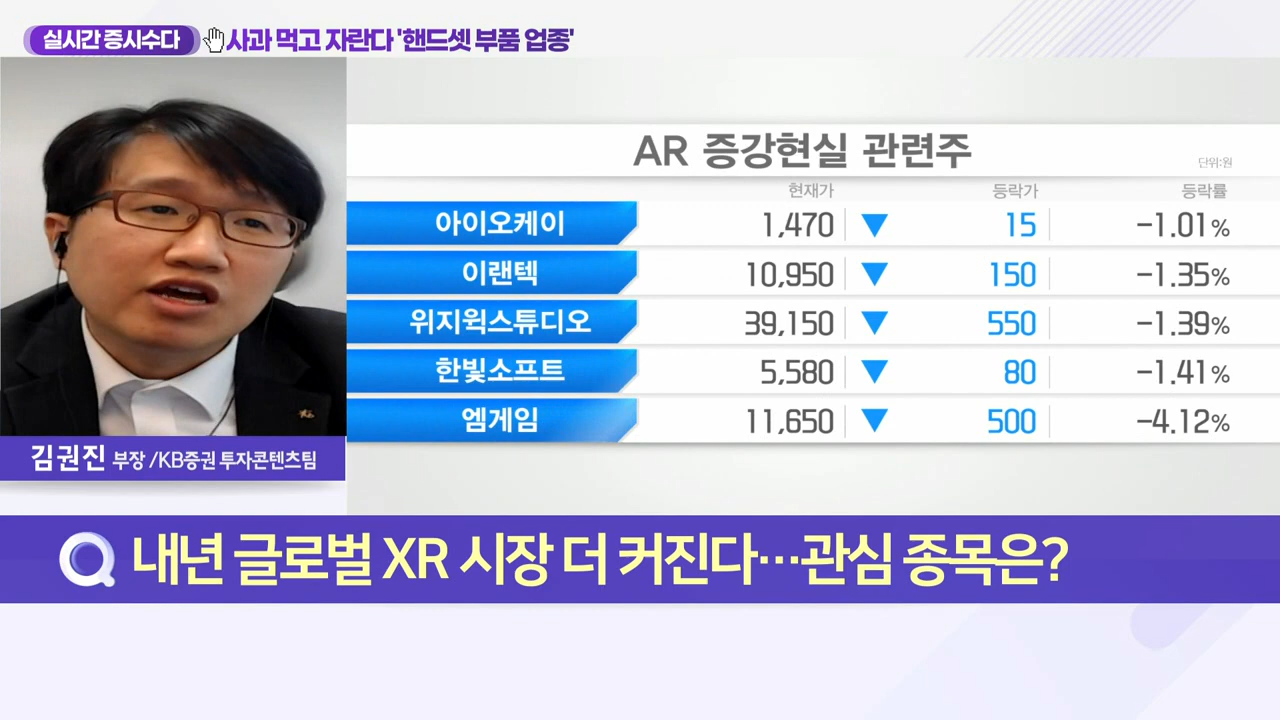 실시간 증시수다
사과 먹고 자란다 '핸드셋 부품 업종'
AR 증강현실 관련주
단위:원
현재가 등락가 등락률
아이오케이 1,470 ▼ 15 -1.01%
이랜텍 10,950 ▼ 150 -1.35%
위지윅스튜디오 39,150 ▼ 550 -1.39%
한빛소프트 5,580 ▼ 80 -1.41%
엠게임 11,650 ▼ 500 -4.12%
김권진 부장 /KB증권 투자콘텐츠팀
Q 내년 글로벌 XR 시장 더 커진다…관심 종목은?